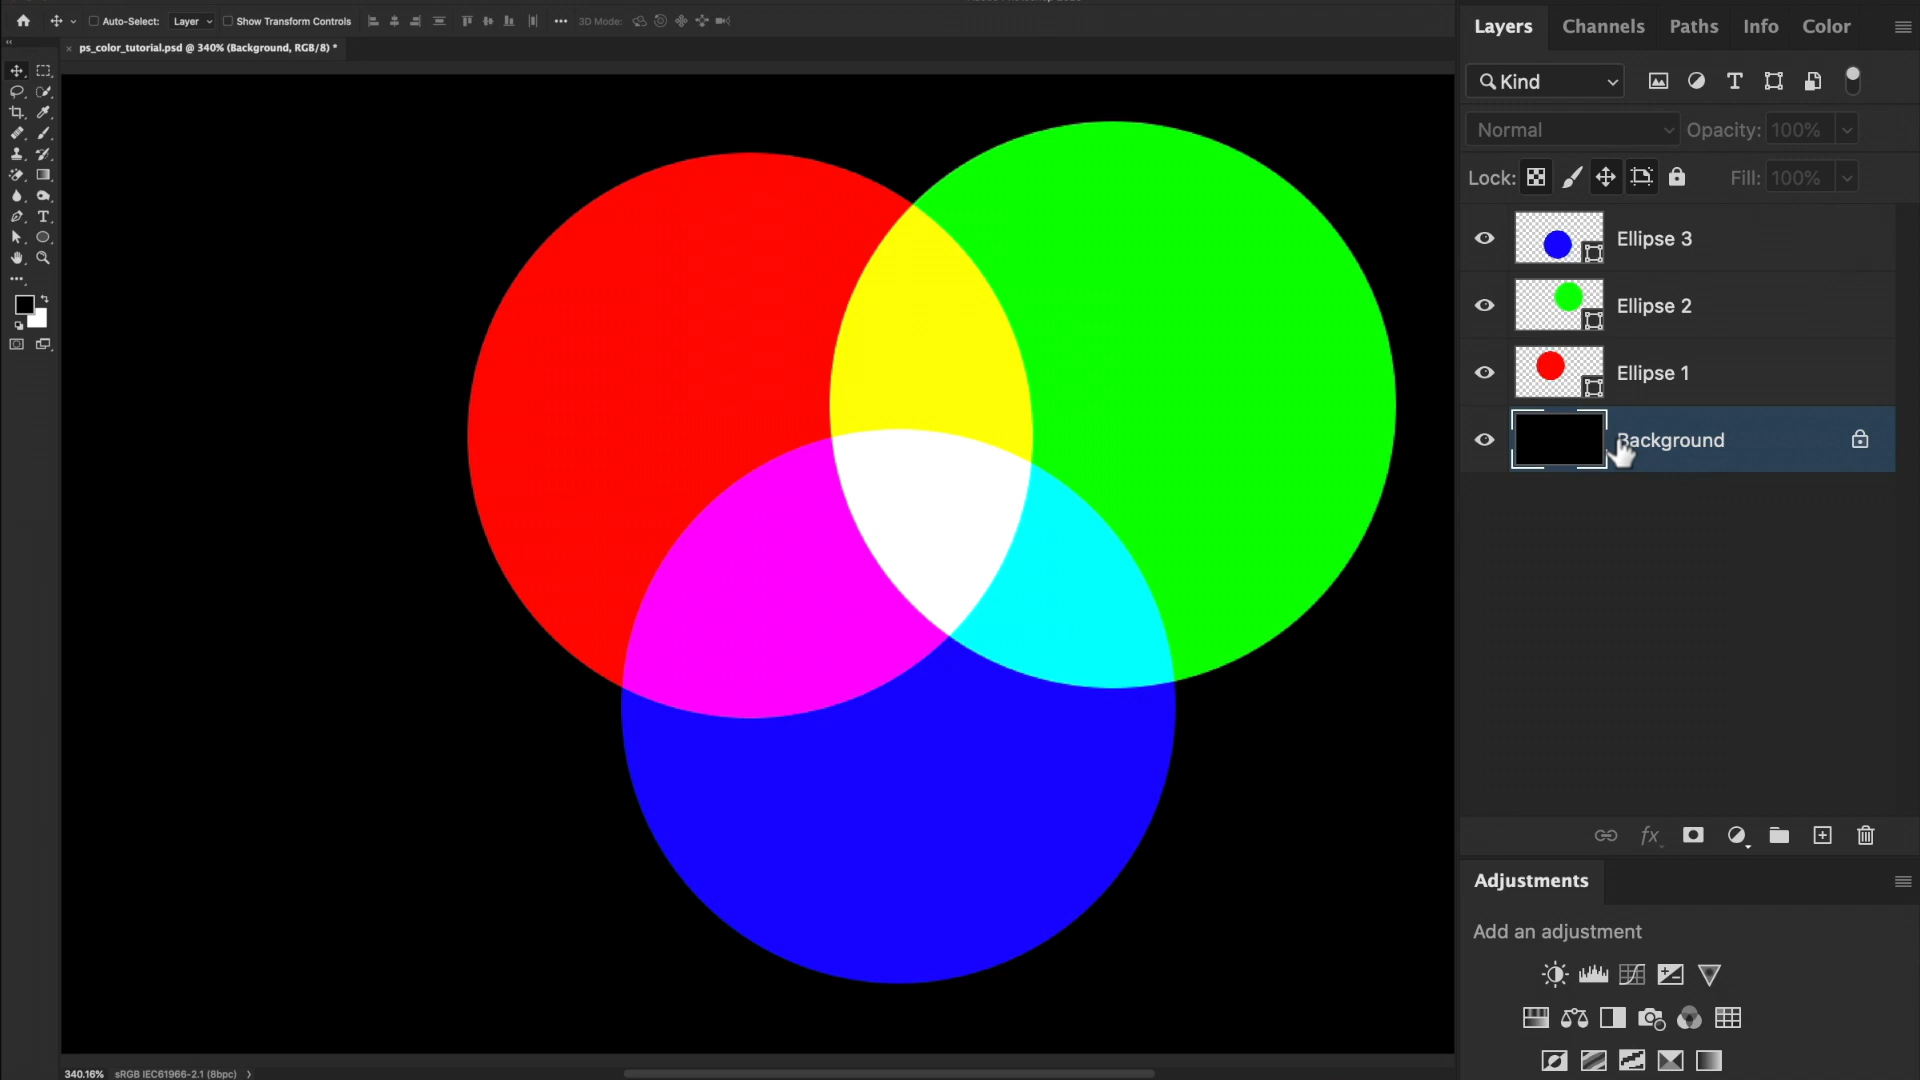 Auto-Select: Layer Show Transform Controls 3D Mode:
ps_color_tutorial.psd @ 340% (Background, RGB/8) *
Layers Channels Paths Info Color
Kind
Normal Opacity: 100%
Lock: Fill: 100%
Ellipse 3
Ellipse 2
Ellipse 1
Background
fx
Adjustments
Add an adjustment
340.16% sRGB IEC61966-2.1 (8bpc)